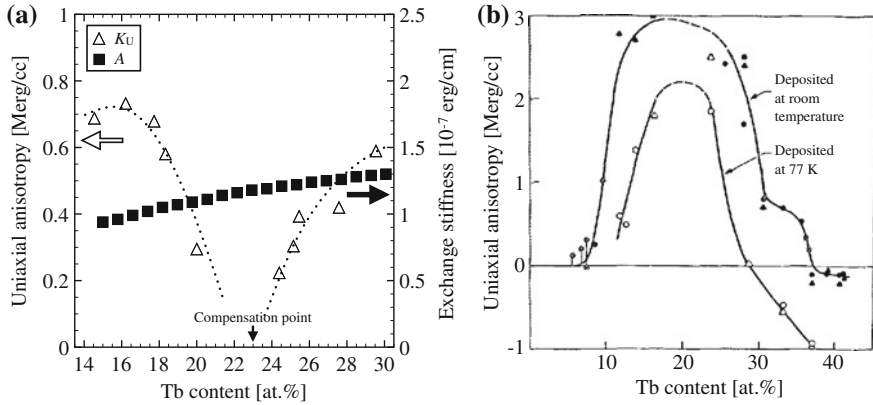 (a)
1
0.8
0.6
0.4
0.2
0
Uniaxial anisotropy [Merg/cc]
K_U
A
Compensation point
14 16 18 20 22 24 26 28 30
Tb content [at.%]
2.5
2
1.5
1
0.5
0
Exchange stiffness [10⁻⁷ erg/cm]
(b)
3
2
1
0
-1
Uniaxial anisotropy [Merg/cc]
Deposited
at room
temperature
Deposited
at 77 K
10 20 30 40
Tb content [at.%]